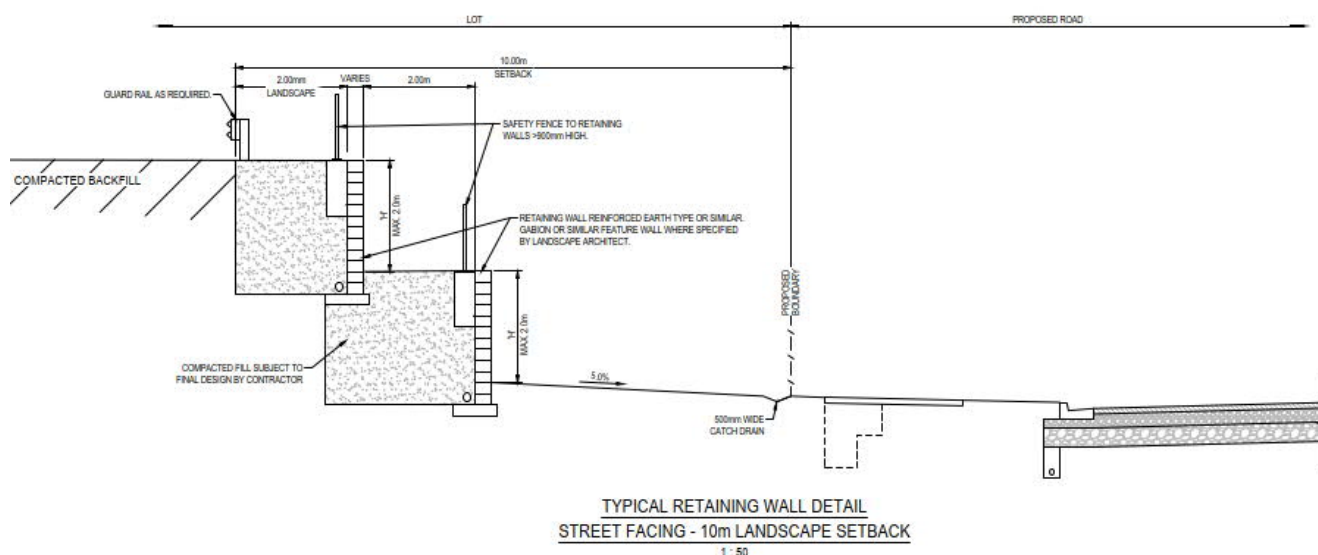 LOT
PROPOSED ROAD
10.00m
SETBACK
2.00mm
LANDSCAPE
VARIES
2.00m
GUARD RAIL AS REQUIRED.
SAFETY FENCE TO RETAINING
WALLS >900mm HIGH.
COMPACTED BACKFILL
'H'
MAX. 2.0m
RETAINING WALL REINFORCED EARTH TYPE OR SIMILAR.
GABION OR SIMILAR FEATURE WALL WHERE SPECIFIED
BY LANDSCAPE ARCHITECT.
PROPOSED
BOUNDARY
'H'
MAX 2.0m
COMPACTED FILL SUBJECT TO
FINAL DESIGN BY CONTRACTOR
5.0%
500mm WIDE
CATCH DRAIN
TYPICAL RETAINING WALL DETAIL
STREET FACING - 10m LANDSCAPE SETBACK
1 : 50